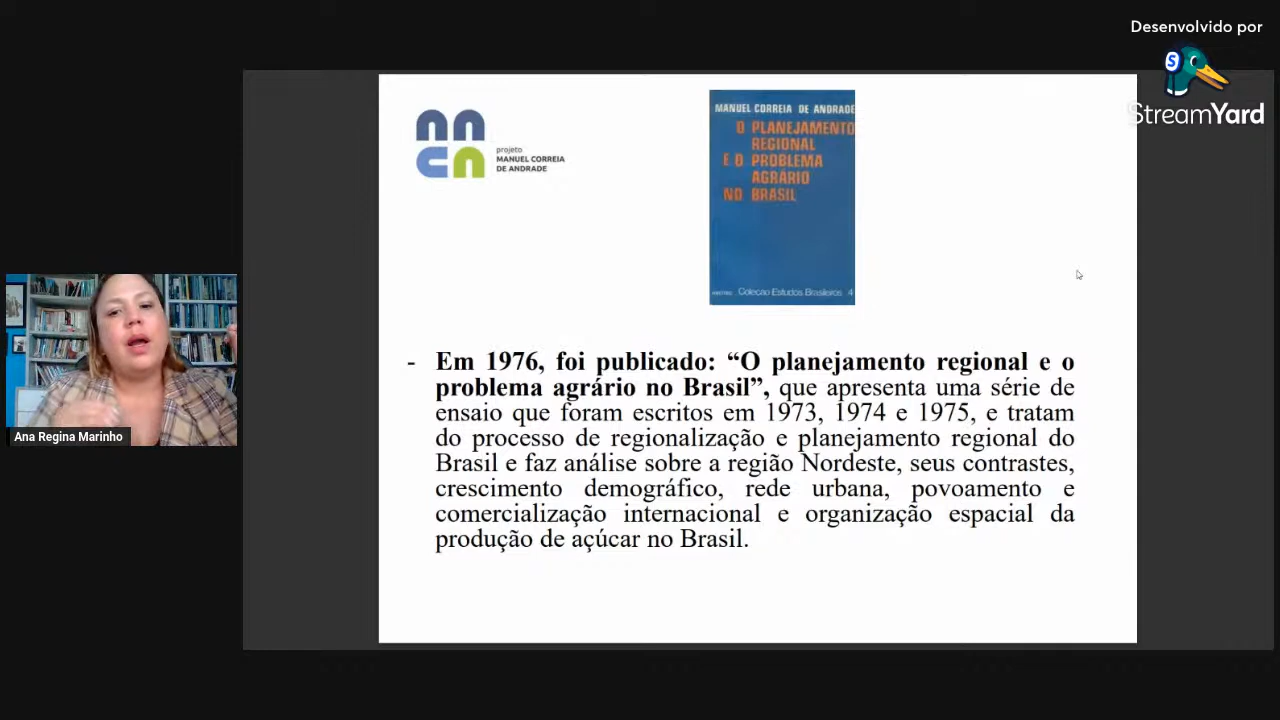 Desenvolvido por
StreamYard
projeto
MANUEL CORREIA
DE ANDRADE
MANUEL CORREIA DE ANDRADE
O PLANEJAMENTO
REGIONAL
E O PROBLEMA
AGRÁRIO
NO BRASIL
Coleção Estudos Brasileiros 4
- Em 1976, foi publicado: “O planejamento regional e o
problema agrário no Brasil”, que apresenta uma série de
ensaio que foram escritos em 1973, 1974 e 1975, e tratam
do processo de regionalização e planejamento regional do
Brasil e faz análise sobre a região Nordeste, seus contrastes,
crescimento demográfico, rede urbana, povoamento e
comercialização internacional e organização espacial da
produção de açúcar no Brasil.
Ana Regina Marinho